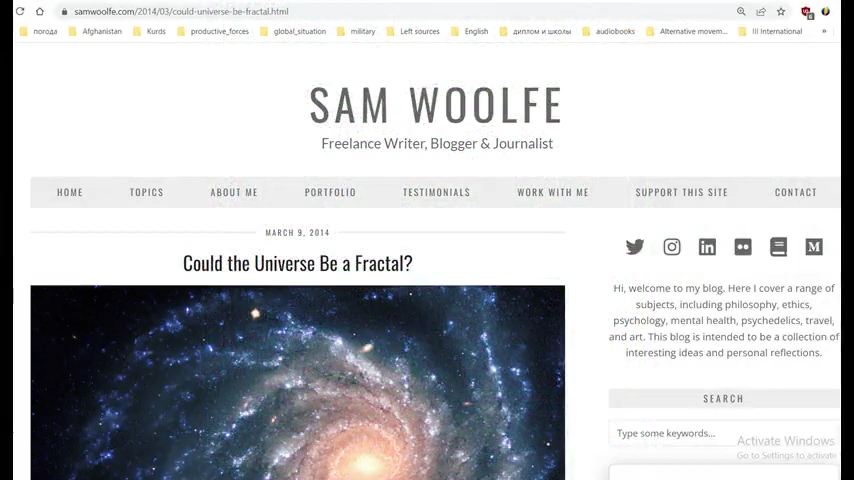 samwoolfe.com/2014/03/could-universe-be-fractal.html
погода Afghanistan Kurds productive_forces global_situation military Left sources English диплом и школы audiobooks Alternative movem... III International »
SAM WOOLFE
Freelance Writer, Blogger & Journalist
HOME TOPICS ABOUT ME PORTFOLIO TESTIMONIALS WORK WITH ME SUPPORT THIS SITE CONTACT
MARCH 9, 2014
Could the Universe Be a Fractal?
Hi, welcome to my blog. Here I cover a range of
subjects, including philosophy, ethics,
psychology, mental health, psychedelics, travel,
and art. This blog is intended to be a collection of
interesting ideas and personal reflections.
SEARCH
Type some keywords...
Activate Windows
Go to Settings to activate